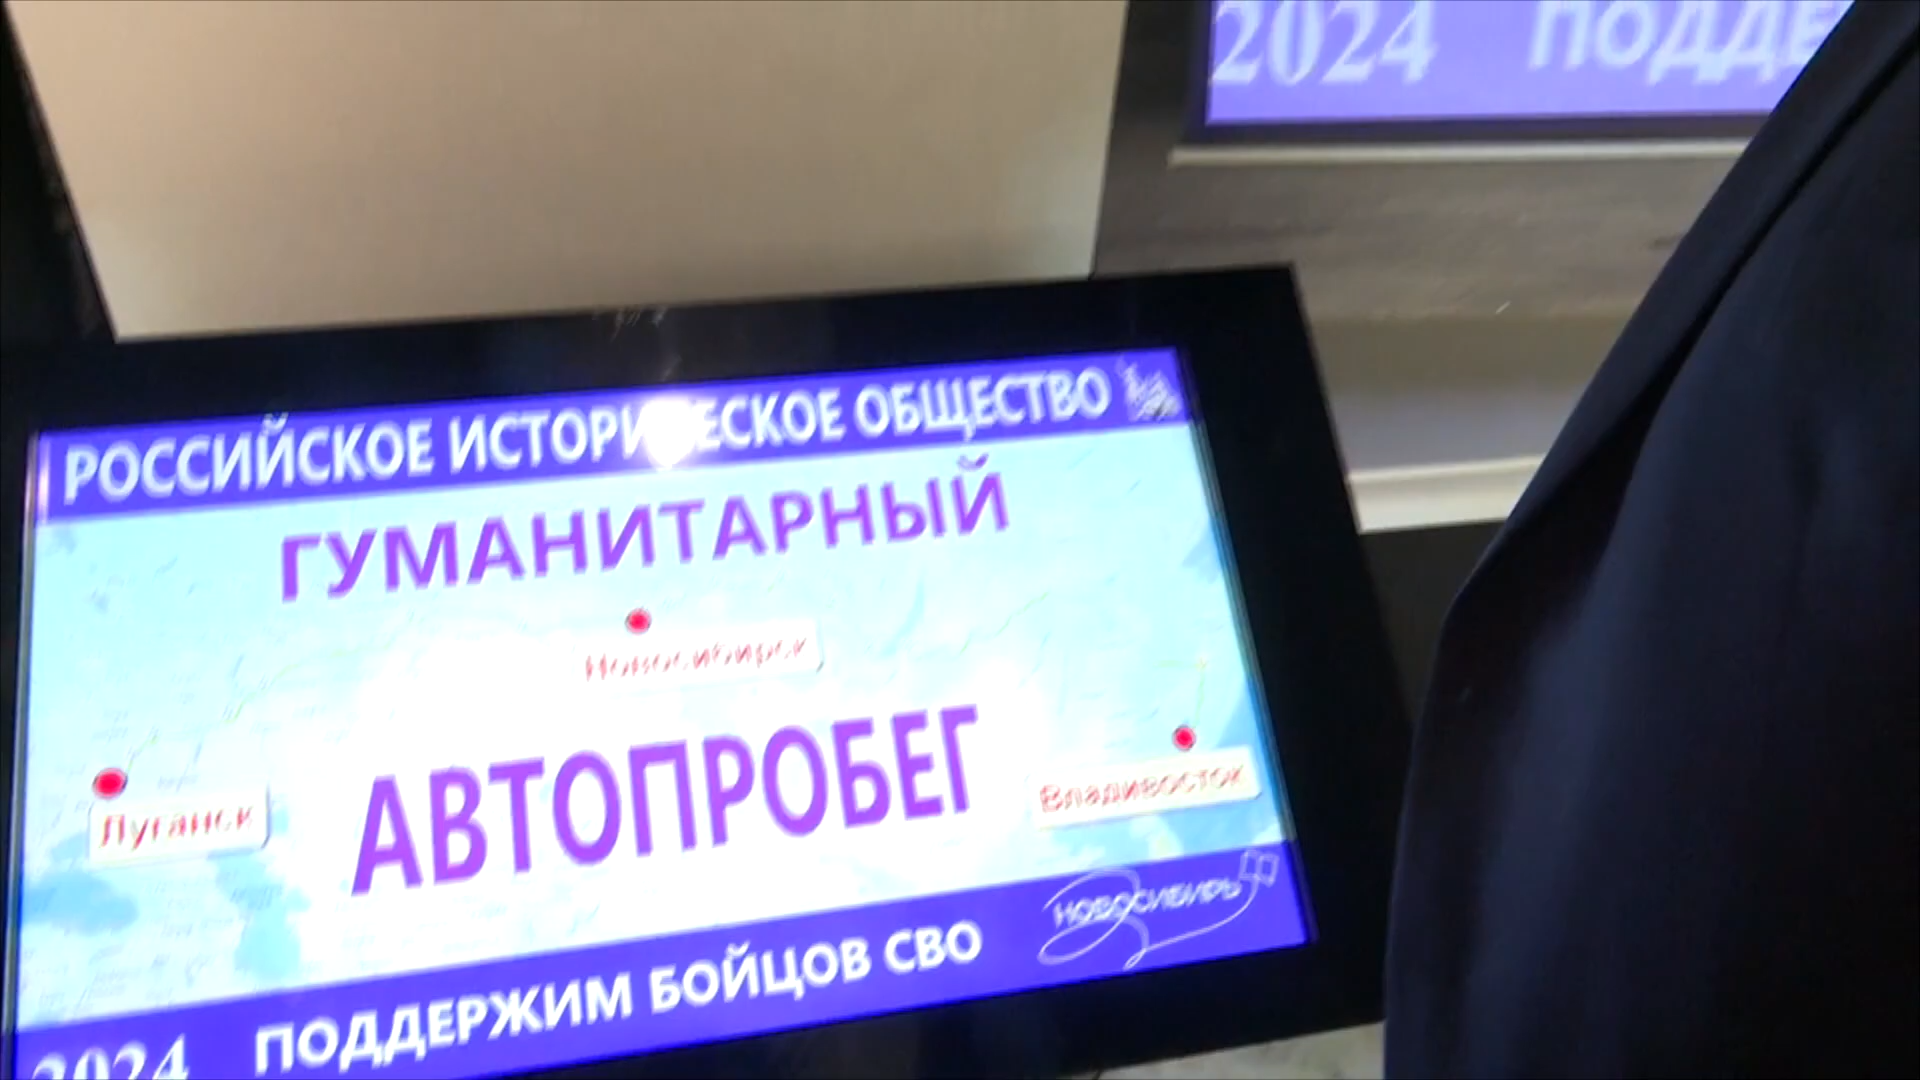 2024 ПОДДЕ
РОССИЙСКОЕ ИСТОРИЧЕСКОЕ ОБЩЕСТВО
ГУМАНИТАРНЫЙ
Новосибирск
АВТОПРОБЕГ
Луганск
Владивосток
НОВОСИБИРЬ
2024 ПОДДЕРЖИМ БОЙЦОВ СВО